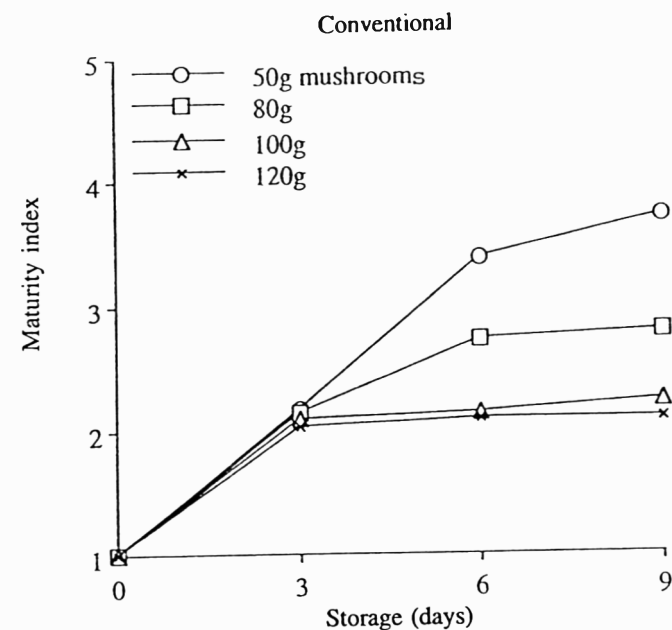 Conventional
5
4
3
2
1
Maturity index
50g mushrooms
80g
100g
120g
0 3 6 9
Storage (days)